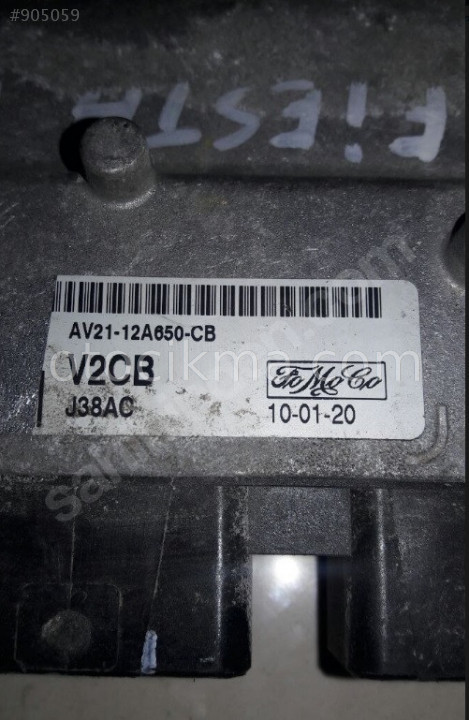 #905059
FiESTA
AV21-12A650-CB
V2CB
J38AC
FoMoCo
10-01-20